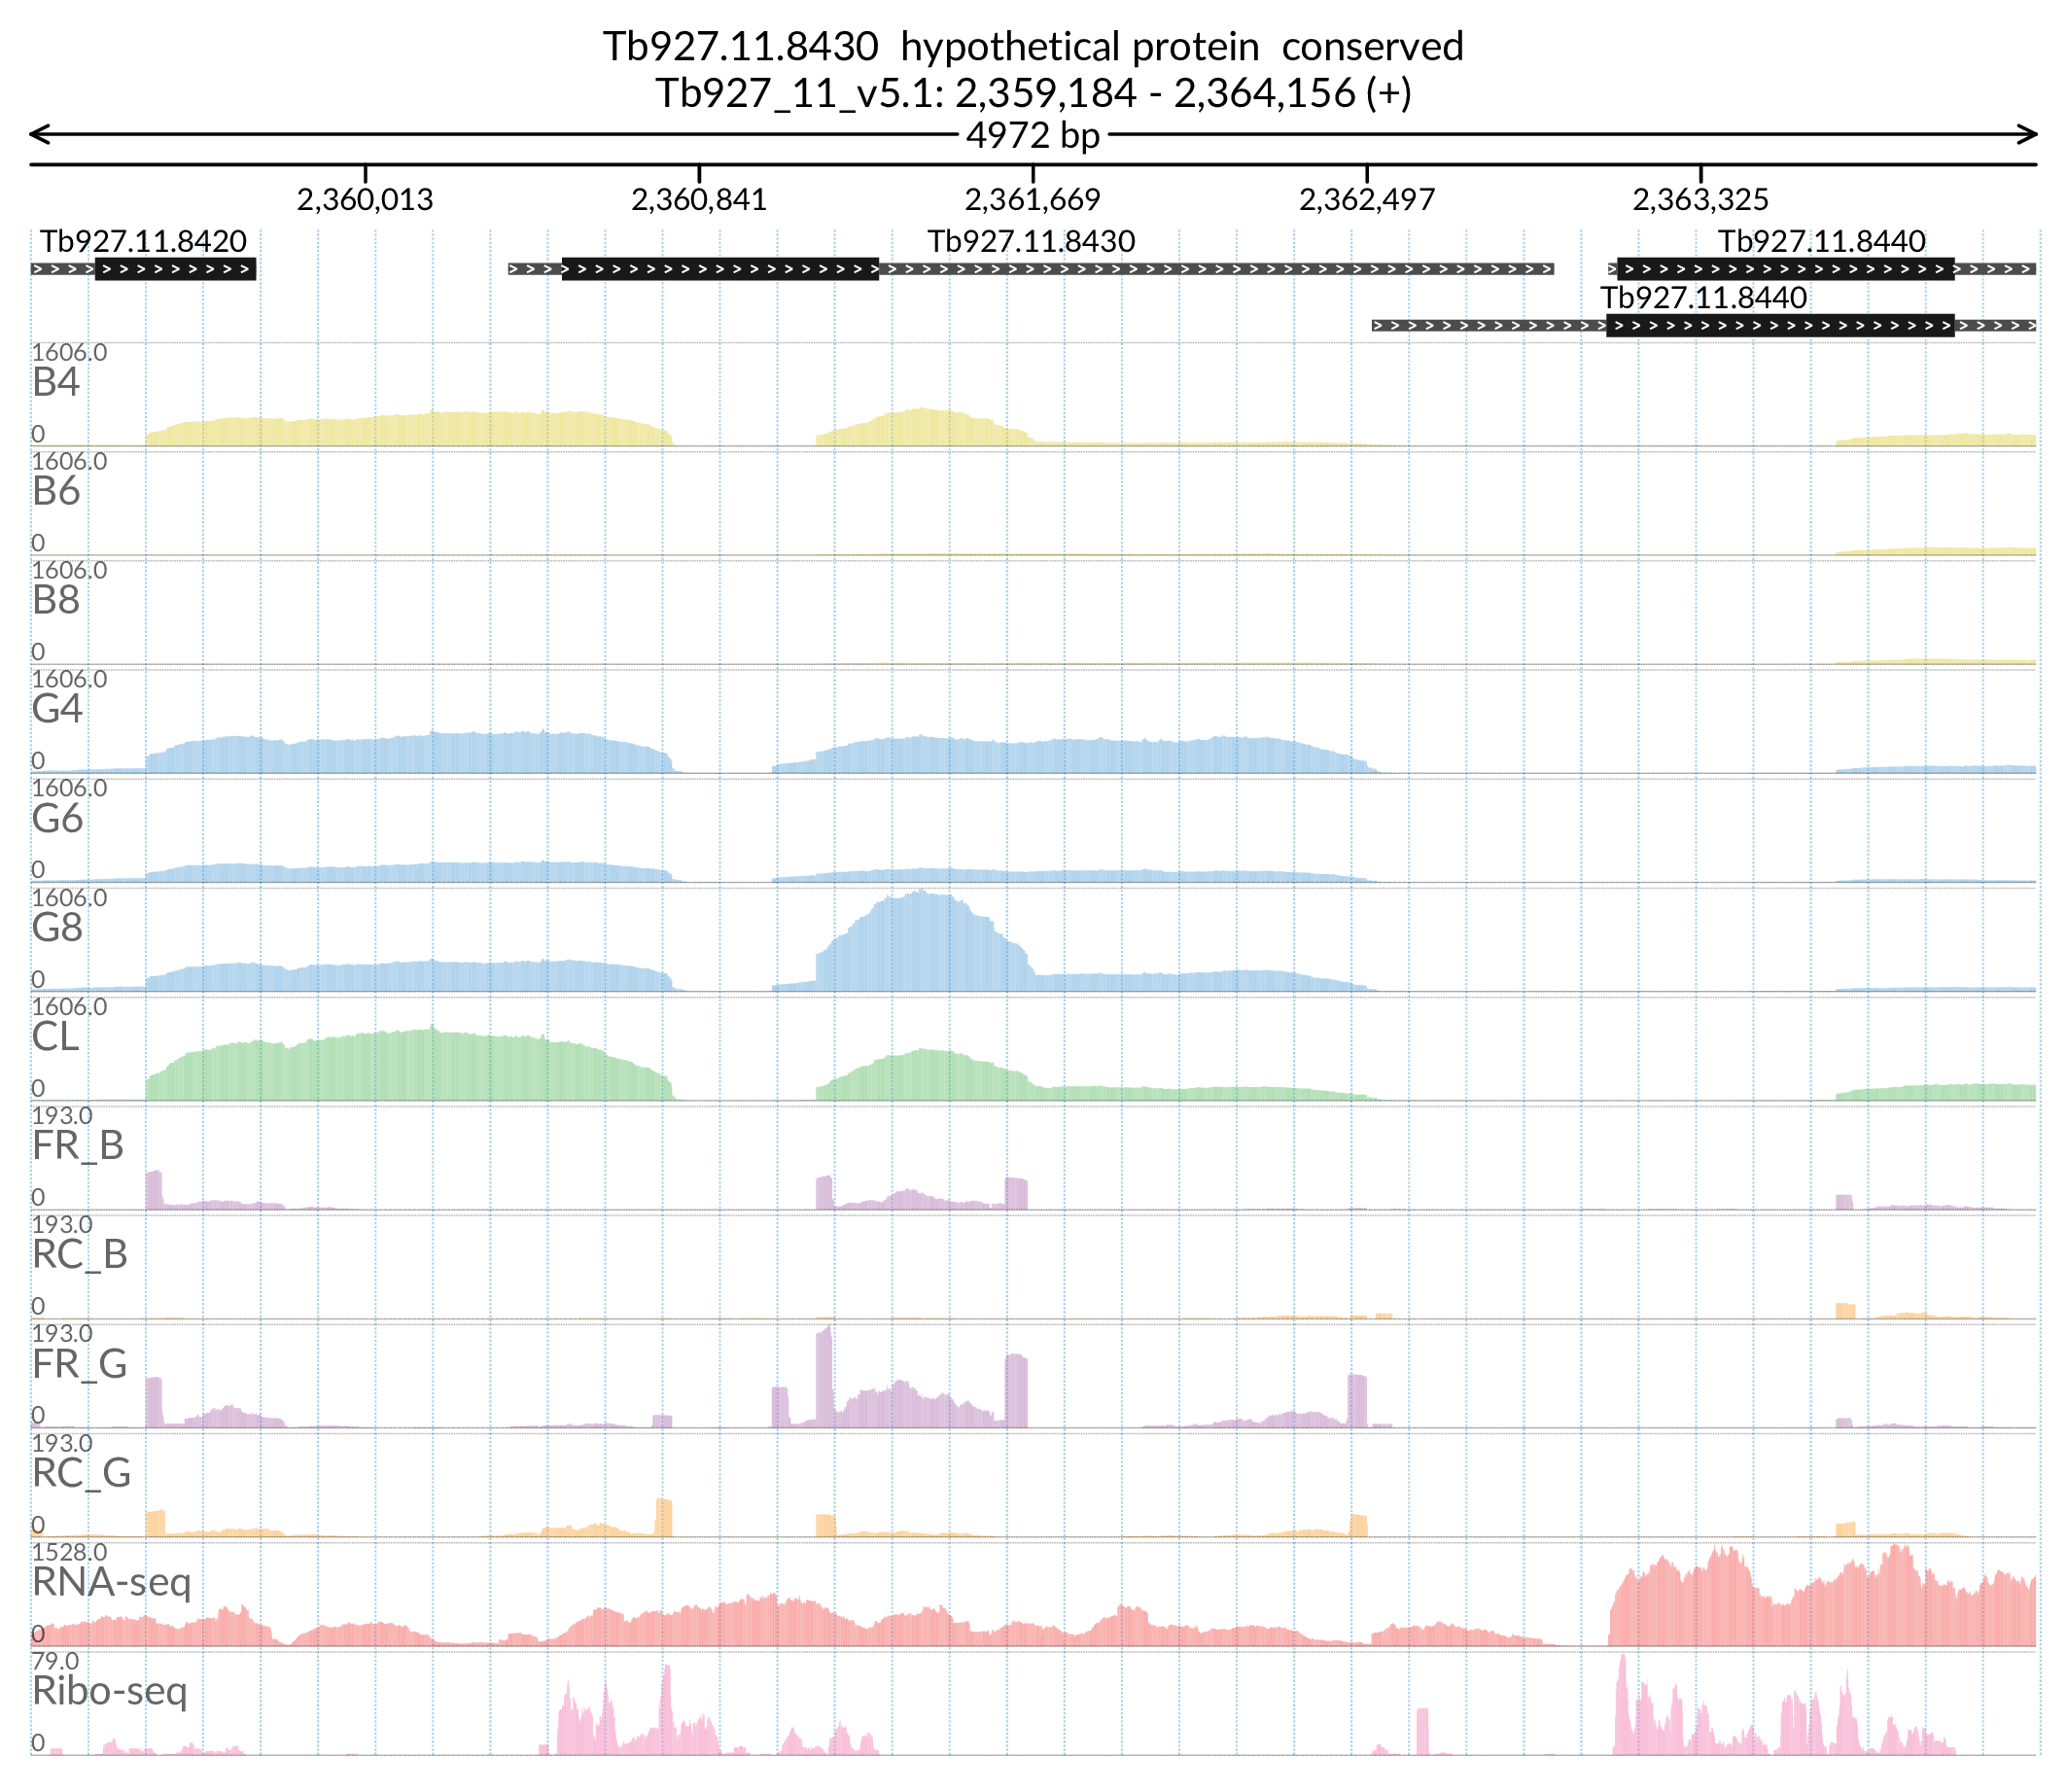 Tb927.11.8430  hypothetical protein  conserved
Tb927_11_v5.1: 2,359,184 - 2,364,156 (+)
4972 bp
2,360,013 2,360,841 2,361,669 2,362,497 2,363,325
Tb927.11.8420 Tb927.11.8430 Tb927.11.8440
Tb927.11.8440
1606.0
B4
0
1606.0
B6
0
1606.0
B8
0
1606.0
G4
0
1606.0
G6
0
1606.0
G8
0
1606.0
CL
0
193.0
FR_B
0
193.0
RC_B
0
193.0
FR_G
0
193.0
RC_G
0
1528.0
RNA-seq
0
79.0
Ribo-seq
0